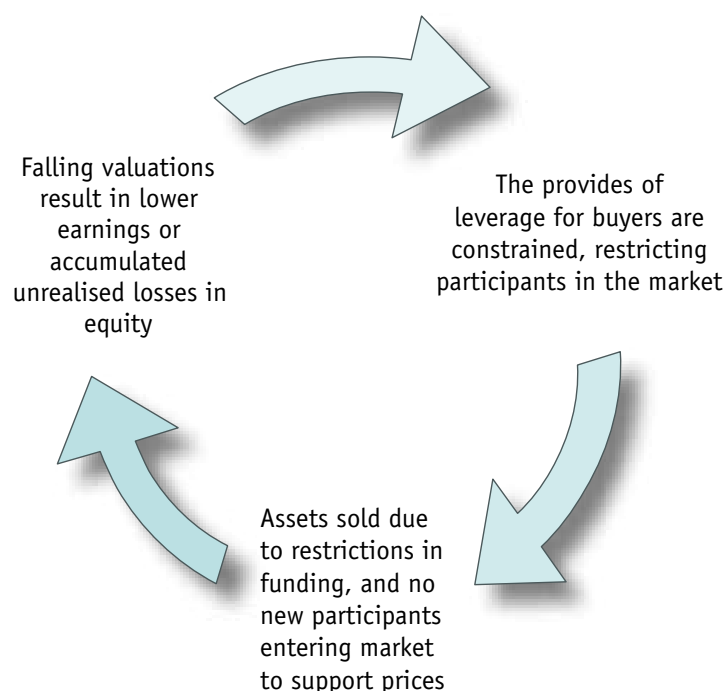 Falling valuations
result in lower
earnings or
accumulated
unrealised losses in
equity
The provides of
leverage for buyers are
constrained, restricting
participants in the market
Assets sold due
to restrictions in
funding, and no
new participants
entering market
to support prices